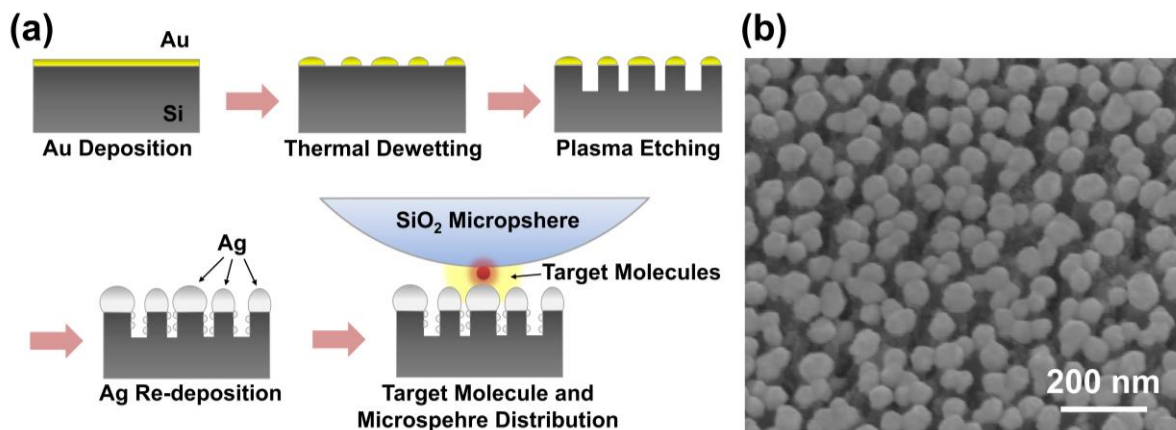 (a)
Au
Si
Au Deposition
Thermal Dewetting
Plasma Etching
Ag
Ag Re-deposition
SiO₂ Micropshere
Target Molecules
Target Molecule and
Microspehre Distribution
(b)
200 nm